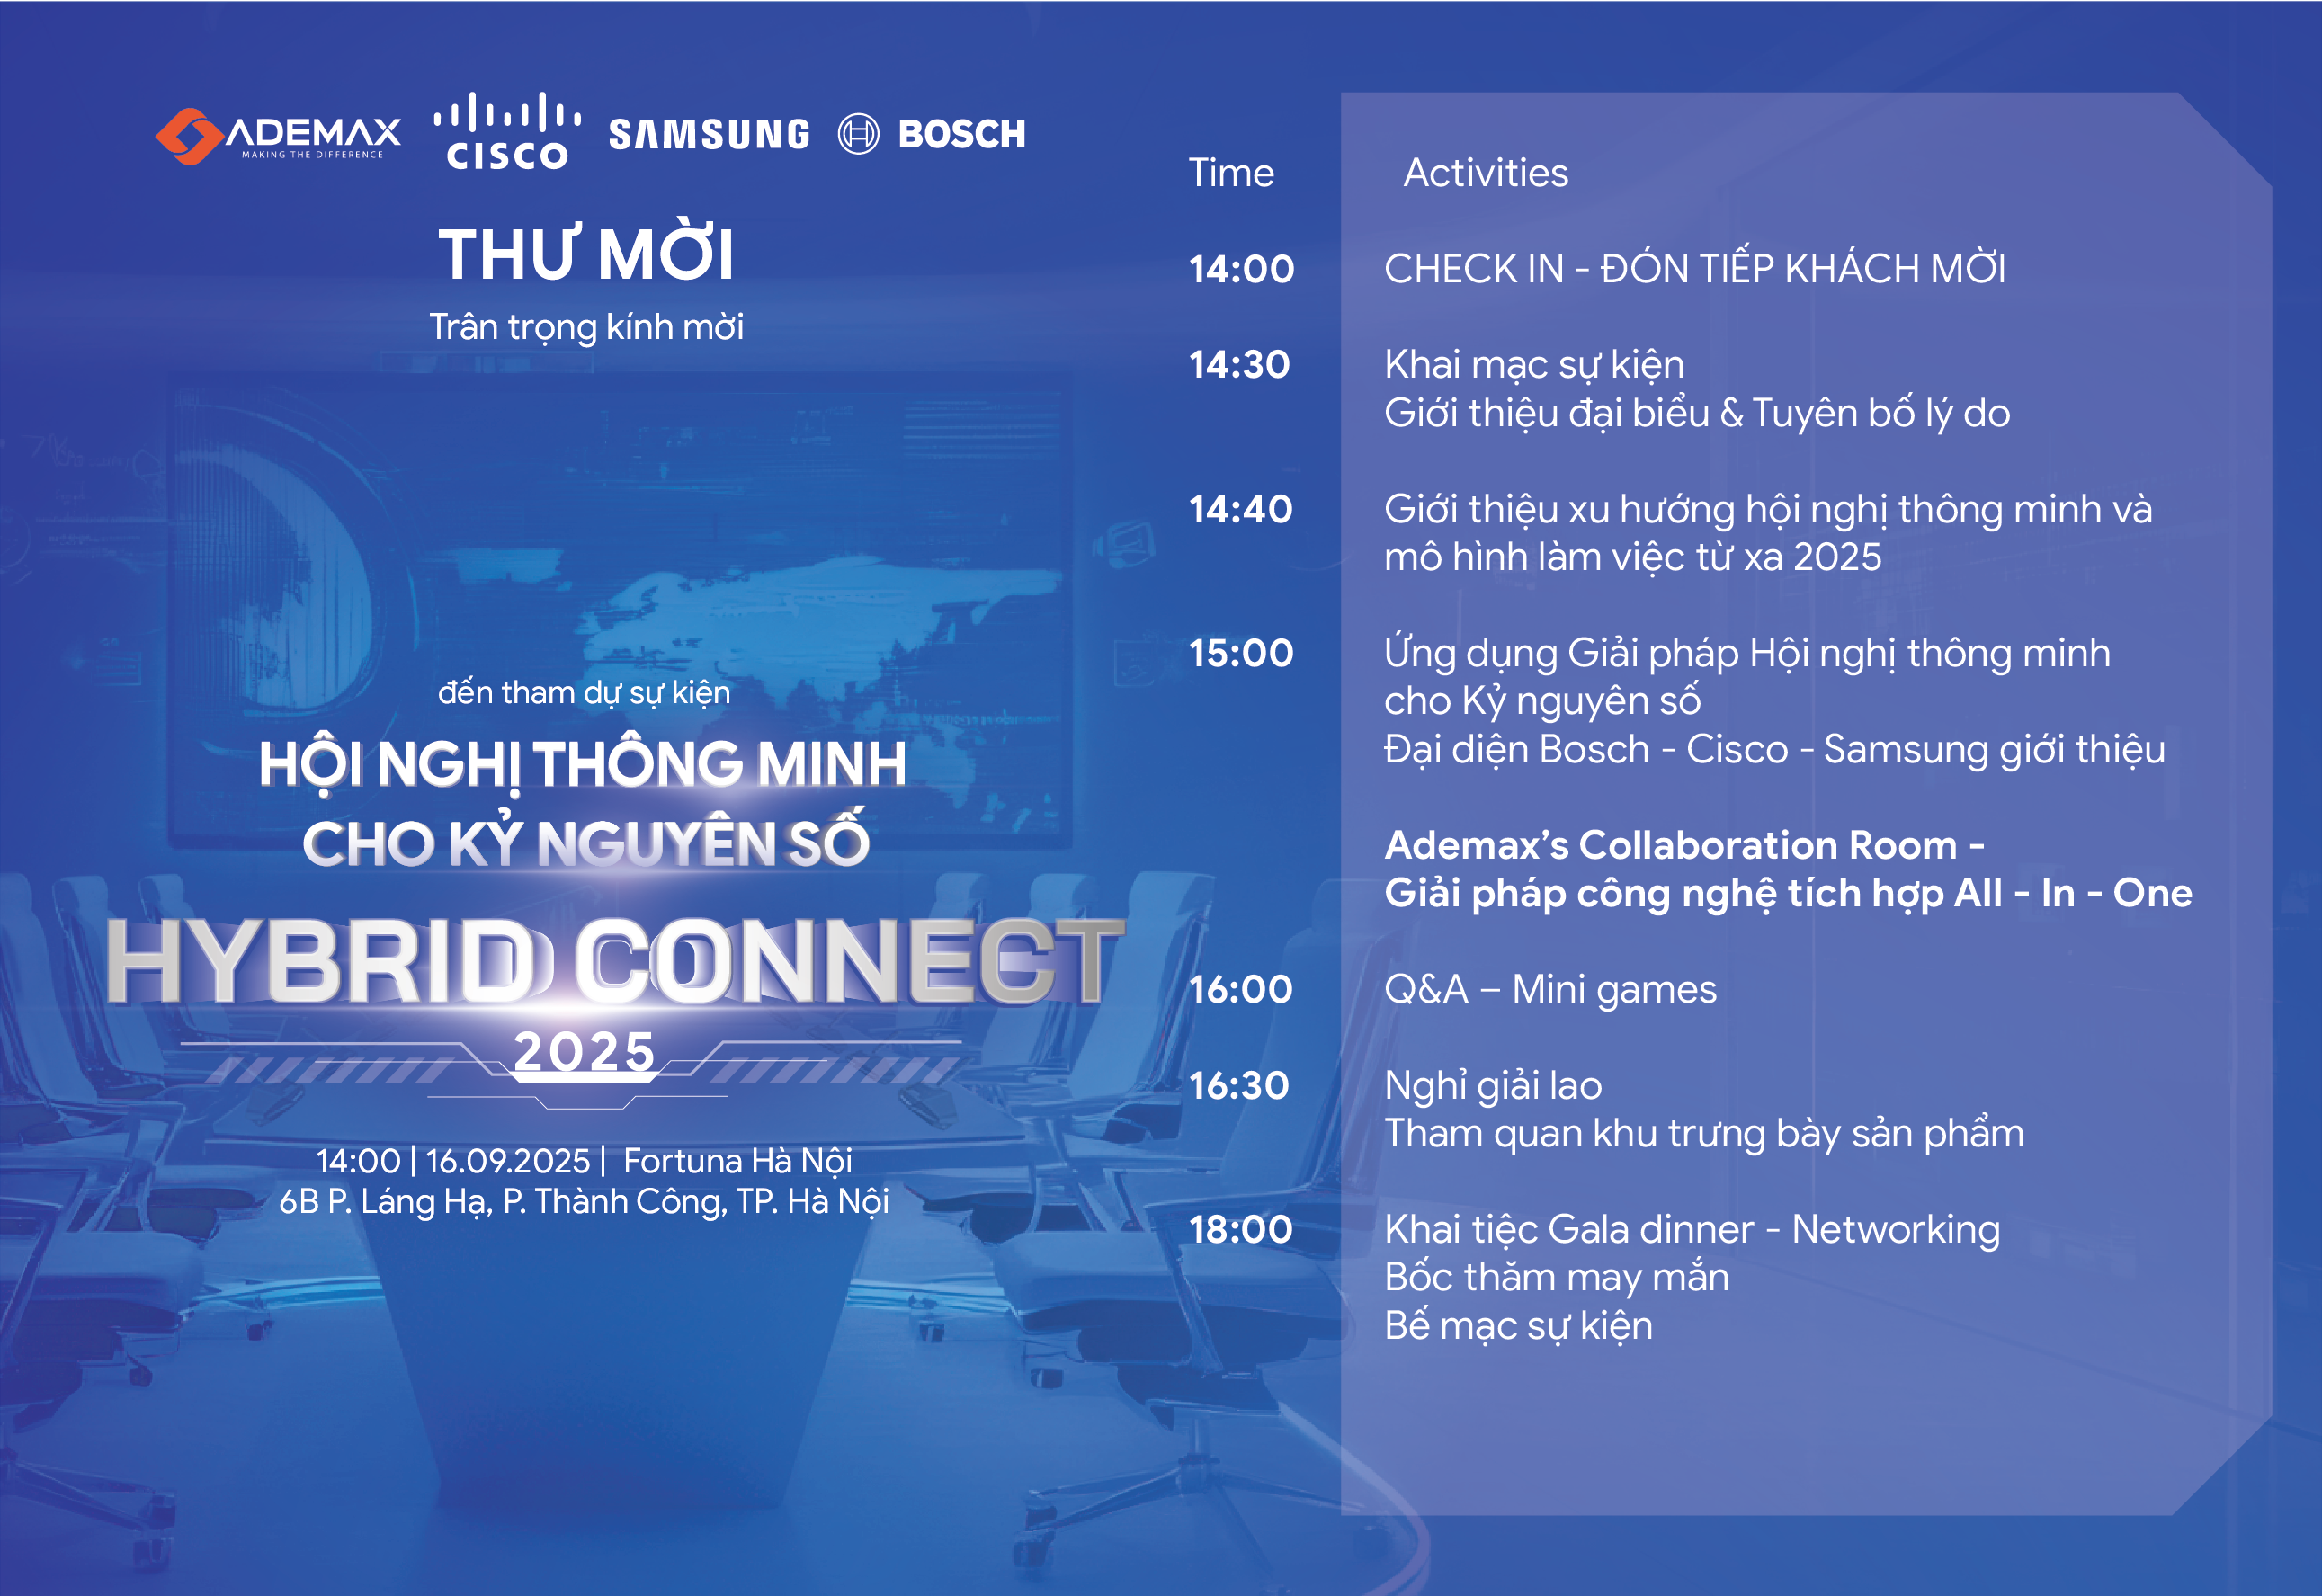 ADEMAX
MAKING THE DIFFERENCE
CISCO
SAMSUNG
BOSCH
THƯ MỜI
Trân trọng kính mời
đến tham dự sự kiện
HỘI NGHỊ THÔNG MINH
CHO KỶ NGUYÊN SỐ
HYBRID CONNECT
2025
14:00 | 16.09.2025 | Fortuna Hà Nội
6B P. Láng Hạ, P. Thành Công, TP. Hà Nội
Time Activities
14:00 CHECK IN - ĐÓN TIẾP KHÁCH MỜI
14:30 Khai mạc sự kiện
Giới thiệu đại biểu & Tuyên bố lý do
14:40 Giới thiệu xu hướng hội nghị thông minh và
mô hình làm việc từ xa 2025
15:00 Ứng dụng Giải pháp Hội nghị thông minh
cho Kỷ nguyên số
Đại diện Bosch - Cisco - Samsung giới thiệu
Ademax’s Collaboration Room -
Giải pháp công nghệ tích hợp All - In - One
16:00 Q&A – Mini games
16:30 Nghỉ giải lao
Tham quan khu trưng bày sản phẩm
18:00 Khai tiệc Gala dinner - Networking
Bốc thăm may mắn
Bế mạc sự kiện